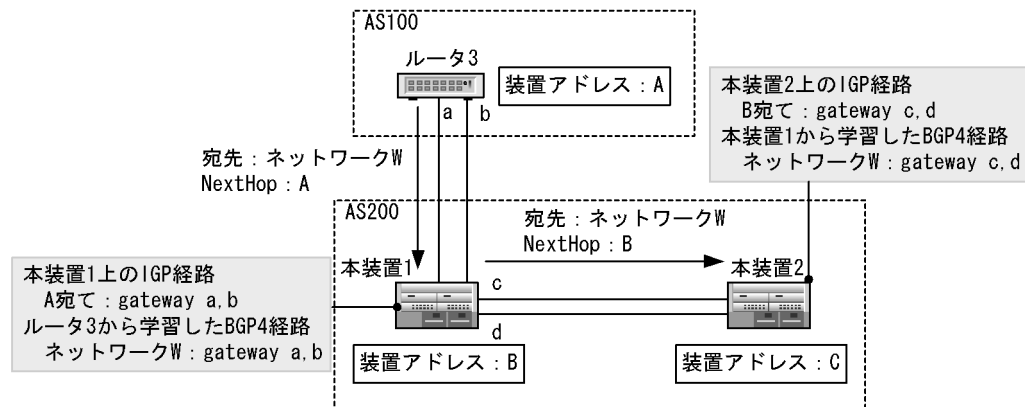 AS100
ルータ3
装置アドレス：A
a
b
本装置2上のIGP経路
B宛て：gateway c,d
本装置1から学習したBGP4経路
ネットワークW：gateway c,d
宛先：ネットワークW
NextHop：A
AS200
宛先：ネットワークW
NextHop：B
本装置1
本装置2
本装置1上のIGP経路
A宛て：gateway a,b
ルータ3から学習したBGP4経路
ネットワークW：gateway a,b
c
d
装置アドレス：B
装置アドレス：C